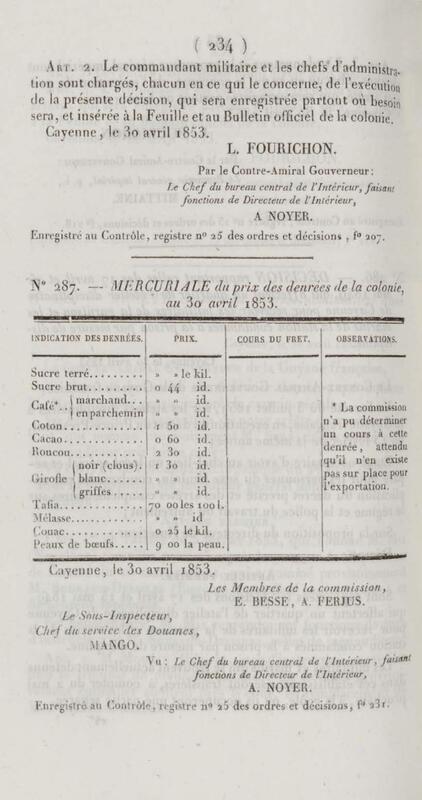 ( 234 )
ART. 2. Le commandant militaire et les chefs d'administra-
tion sont chargés, chacun en ce qui le concerne, de l'exécution
de la présente décision, qui sera enregistrée partout où besoin
sera, et insérée à la Feuille et au Bulletin officiel de la colonie.
Cayenne, le 30 avril 1853.
L. FOURICHON.
Par le Contre-Amiral Gouverneur:
Le Chef du bureau central de l'Intérieur, faisant
fonctions de Directeur de l'Intérieur,
A NOYER.
Enregistré au Contrôle, registre nº 25 des ordres et décisions, fº 207.
Nº 287. — MERCURIALE du prix des denrées de la colonie,
au 30 avril 1853.
INDICATION DES DENRÉES. PRIX. COURS DU FRET. OBSERVATIONS.
Sucre terré......... » » le kil.
Sucre brut......... 0 44 id.
Café*.. { marchand... » » id.
{ en parchemin » » id.
Coton............. 1 50 id.
Cacao............. 0 60 id.
Roucou........... 2 30 id.
Girofle { noir (clous). 1 30 id.
{ blanc...... » » id.
{ griffes..... » » id.
Tafia............. 70 00 les 100 l.
Mélasse............ » » id
Couac............. 0 25 le kil.
Peaux de bœufs..... 9 00 la peau.
* La commission
n'a pu déterminer
un cours à cette
denrée, attendu
qu'il n'en existe
pas sur place pour
l'exportation.
Cayenne, le 30 avril 1853.
Les Membres de la commission,
E. BESSE, A. FERJUS.
Le Sous-Inspecteur,
Chef du service des Douanes,
MANGO.
Vu: Le Chef du bureau central de l'Intérieur, faisant
fonctions de Directeur de l'Intérieur,
A. NOYER.
Enregistré au Contrôle, registre nº 25 des ordres et décisions, fº 231.